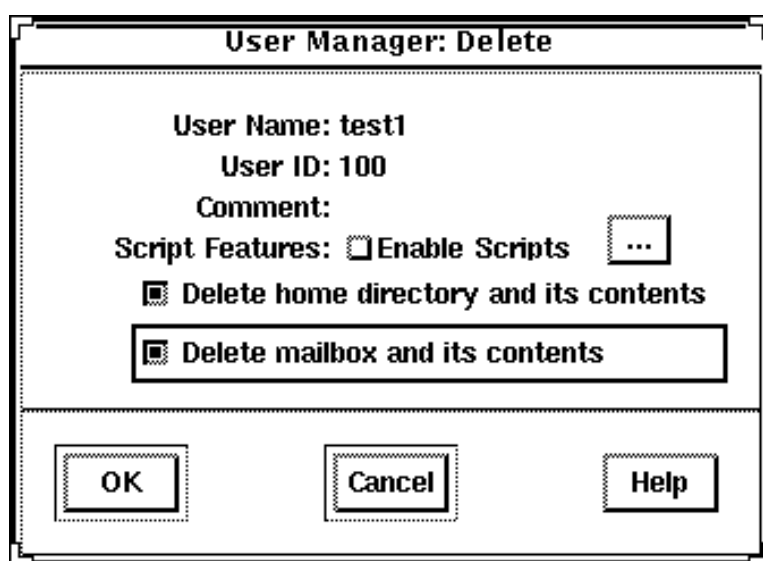 User Manager: Delete
User Name: test1
User ID: 100
Comment:
Script Features: Enable Scripts ...
Delete home directory and its contents
Delete mailbox and its contents
OK Cancel Help